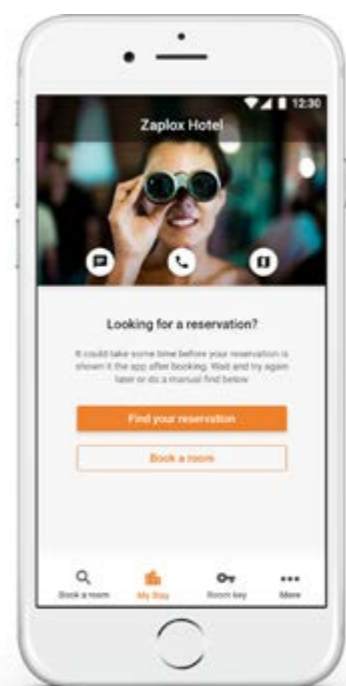 12:30
Zaplox Hotel
Looking for a reservation?
It could take some time before your reservation is
shown it the app after booking. Wait and try again
later or do a manual find below
Find your reservation
Book a room
Book a room
My Stay
Room key
More